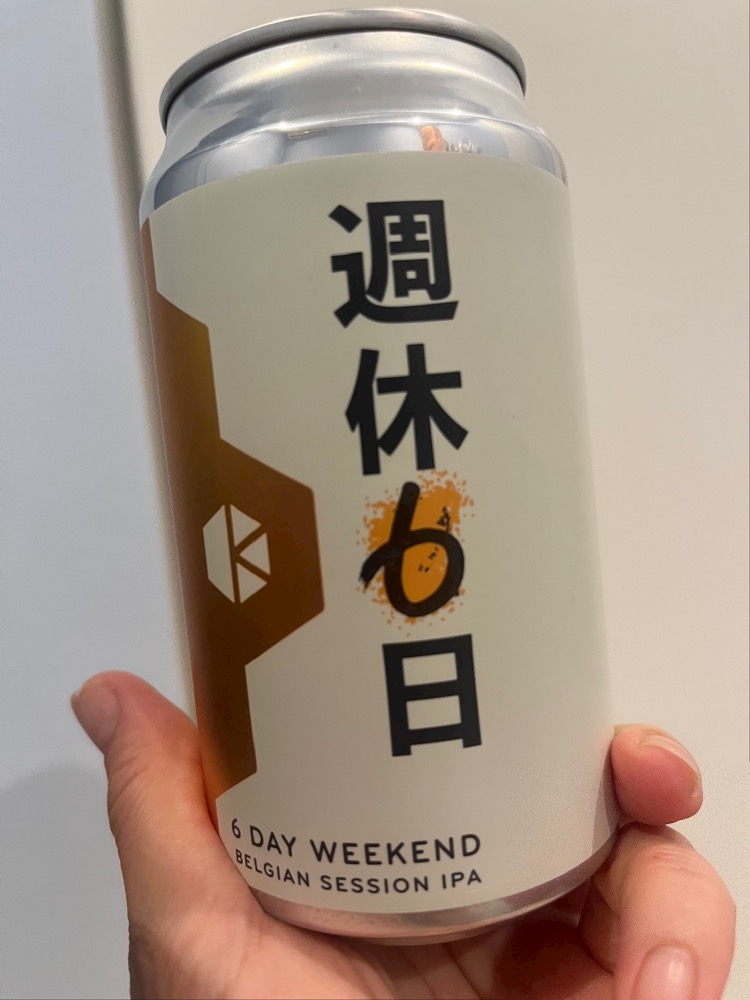 週休6日
6 DAY WEEKEND
BELGIAN SESSION IPA